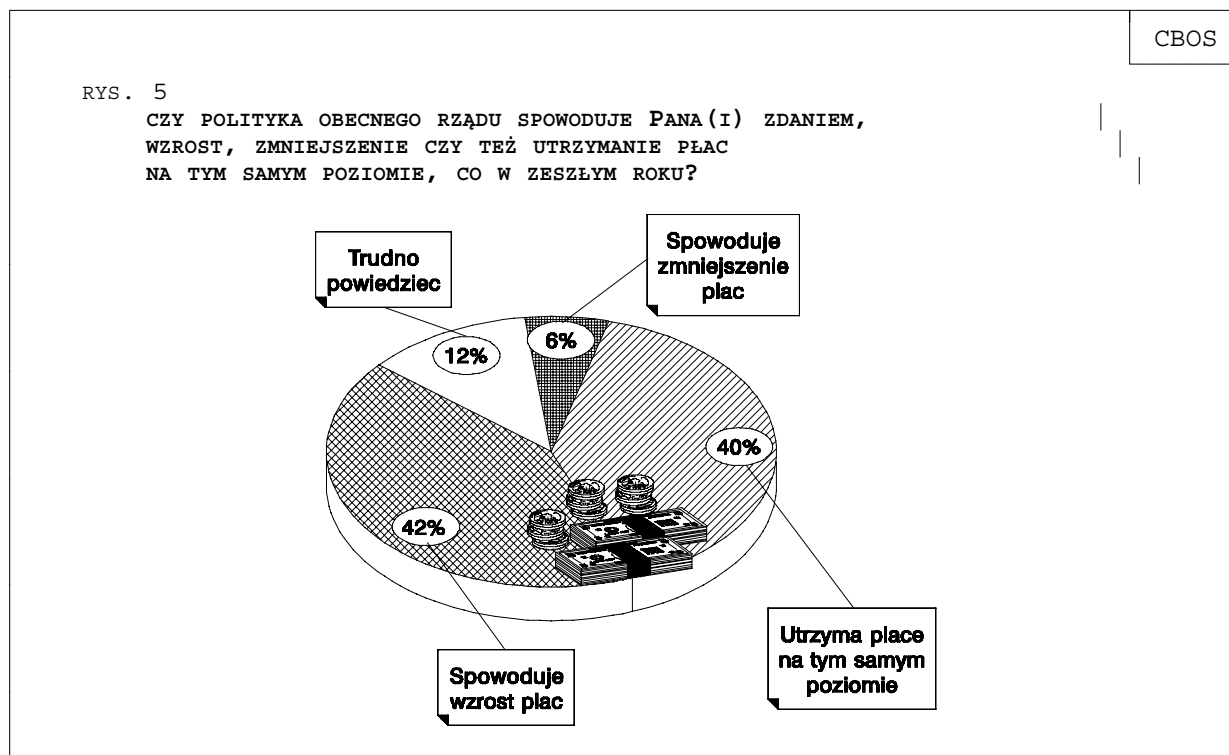 CBOS
RYS. 5
CZY POLITYKA OBECNEGO RZĄDU SPOWODUJE PANA(I) ZDANIEM,
WZROST, ZMNIEJSZENIE CZY TEŻ UTRZYMANIE PŁAC
NA TYM SAMYM POZIOMIE, CO W ZESZŁYM ROKU?
Trudno
powiedziec
Spowoduje
zmniejszenie
plac
12%
6%
40%
42%
Spowoduje
wzrost plac
Utrzyma place
na tym samym
poziomie